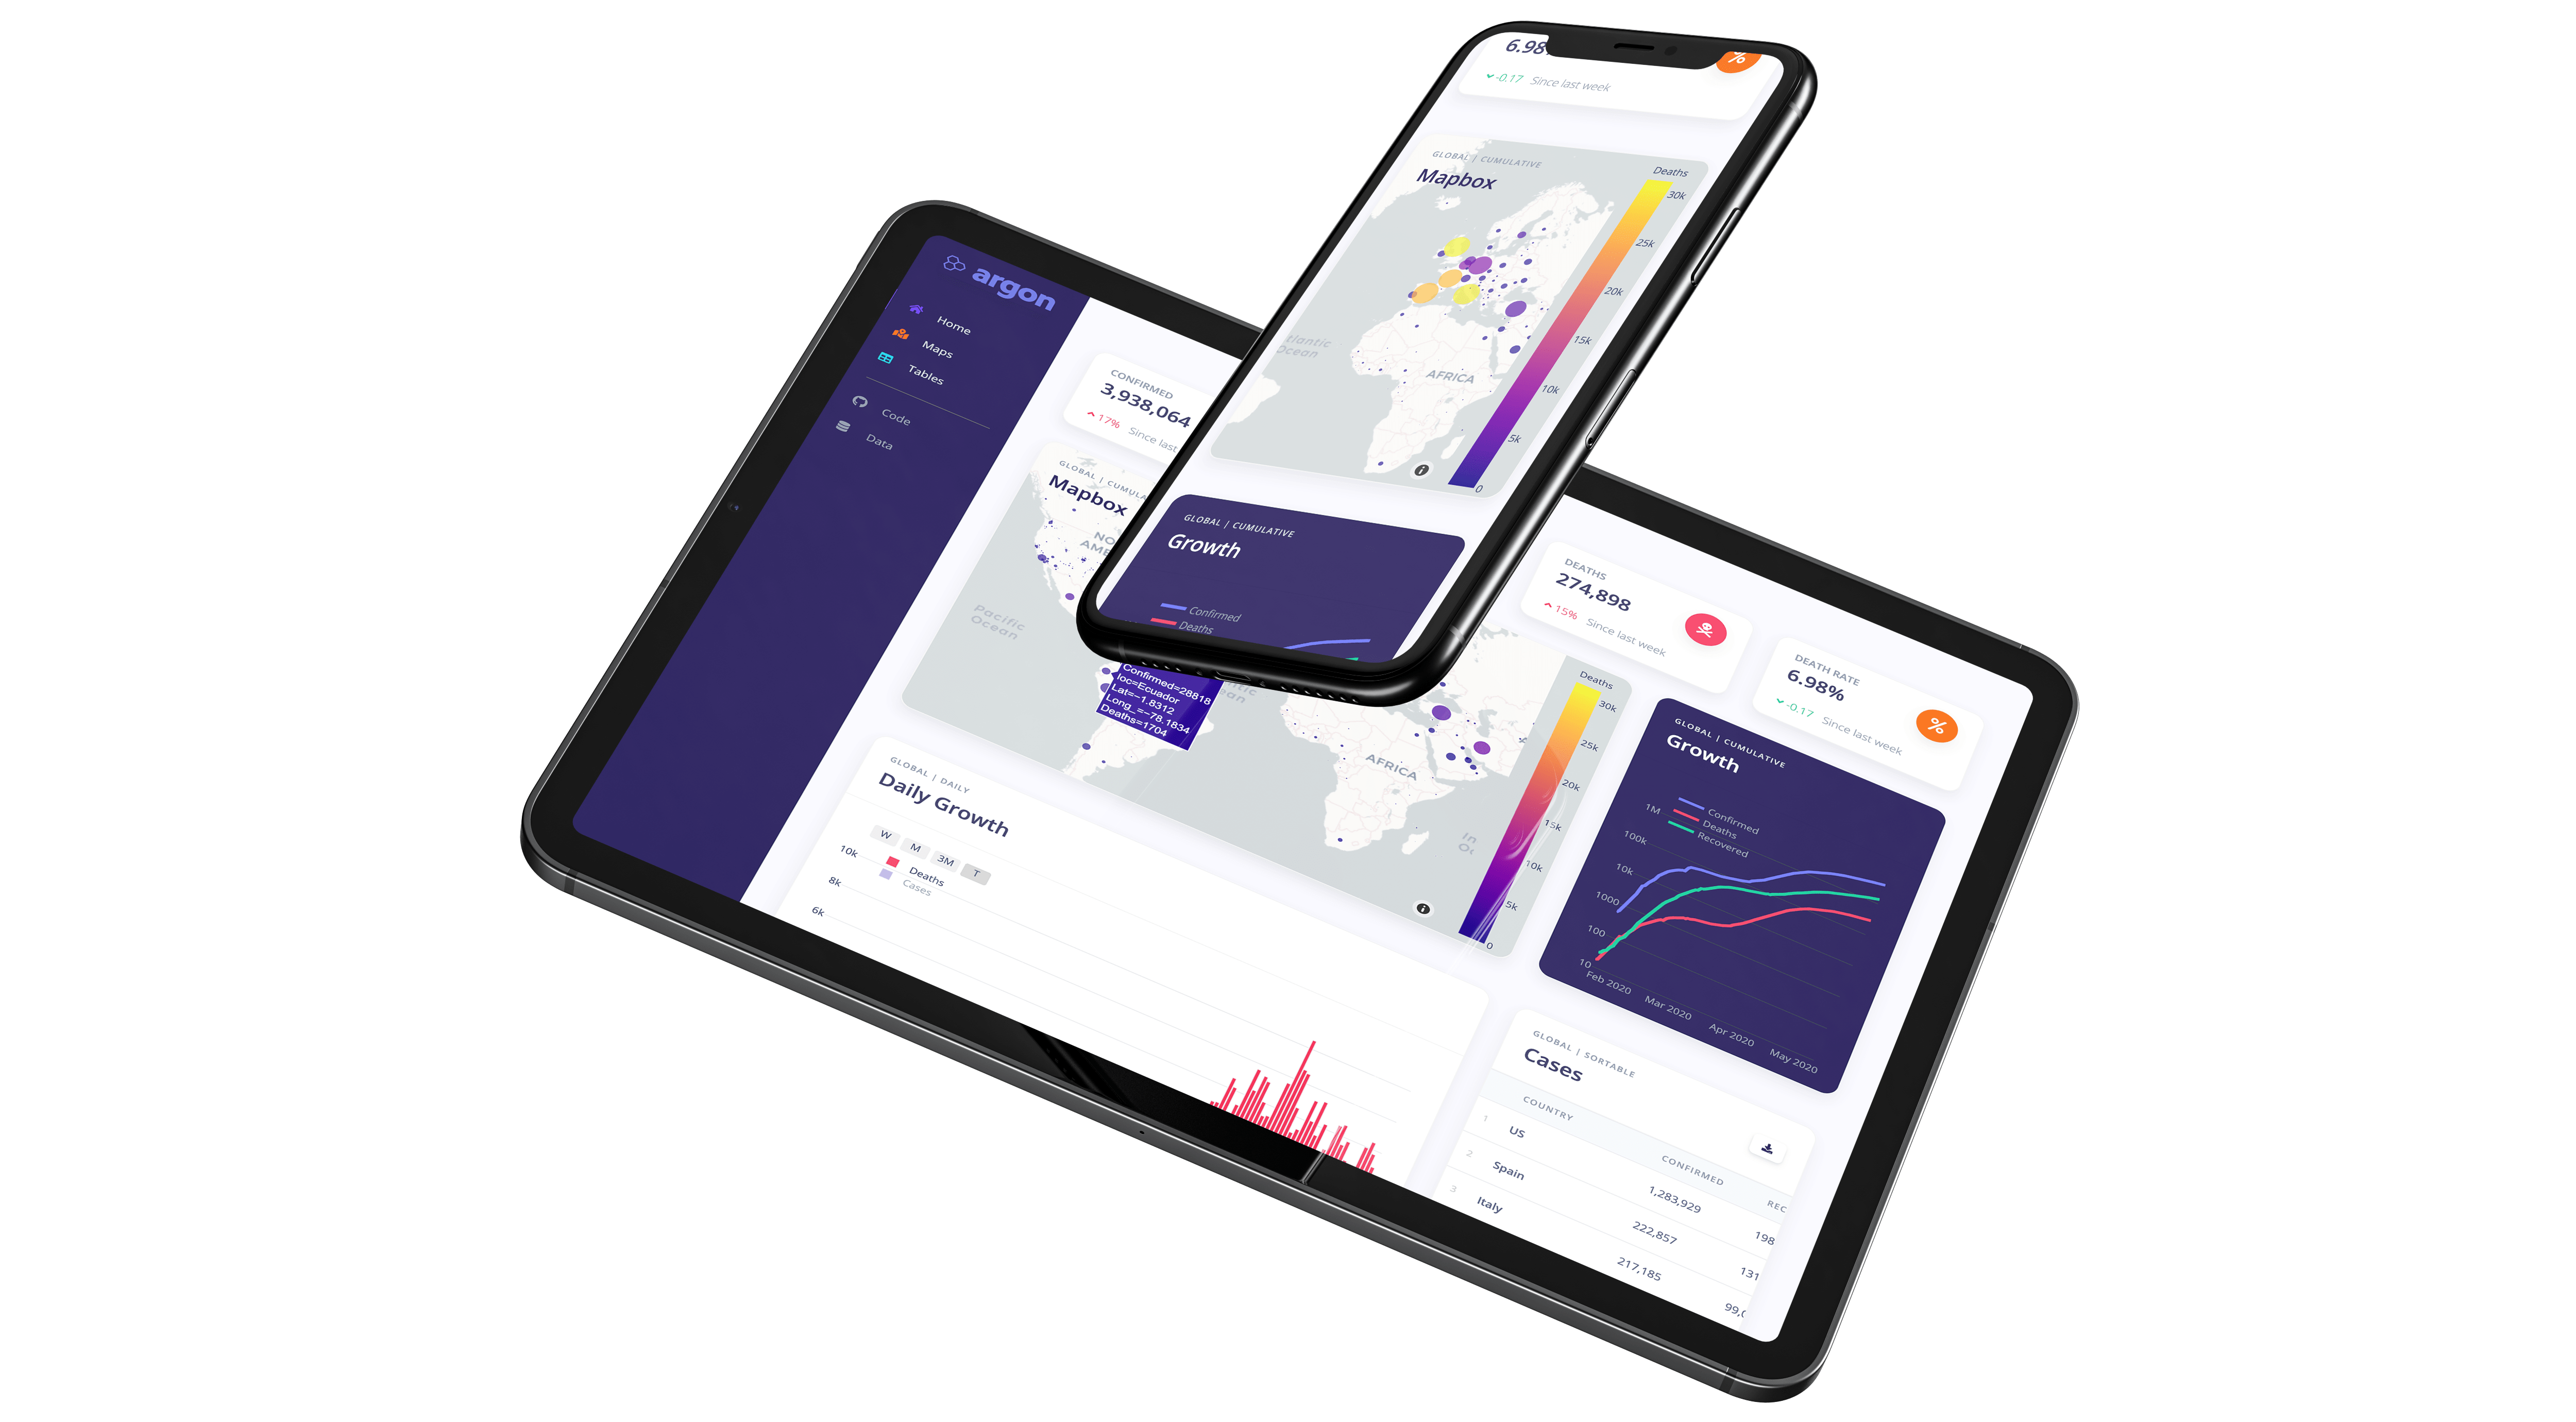 6.98
%
-0.17 Since last week
GLOBAL | CUMULATIVE
Mapbox
Deaths
30k
25k
20k
15k
10k
5k
0
Atlantic
Ocean
AFRICA
GLOBAL | CUMULATIVE
Growth
Confirmed
Deaths
argon
Home
Maps
Tables
Code
Data
CONFIRMED
3,938,064
17% Since last
GLOBAL | CUMULA
Mapbox
NO
AME
Pacific
Ocean
Confirmed=28818
loc=Ecuador
Lat=−1.8312
Long_=−78.1834
Deaths=1704
AFRICA
Deaths
30k
25k
20k
15k
10k
5k
0
DEATHS
274,898
15% Since last week
DEATH RATE
6.98%
-0.17 Since last week
%
GLOBAL | CUMULATIVE
Growth
Confirmed
Deaths
Recovered
1M
100k
10k
1000
100
10
Feb 2020 Mar 2020 Apr 2020 May 2020
GLOBAL | DAILY
Daily Growth
W M 3M T
Deaths
Cases
10k
8k
6k
GLOBAL | SORTABLE
Cases
COUNTRY CONFIRMED REC
1 US 1,283,929 198
2 Spain 222,857 131
3 Italy 217,185 99,0